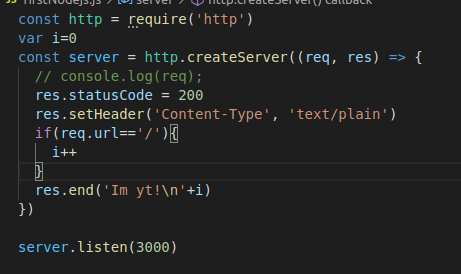 firstNodejs.js > server > http.createServer() callback
const http = require('http')
var i=0
const server = http.createServer((req, res) => {
  // console.log(req);
  res.statusCode = 200
  res.setHeader('Content-Type', 'text/plain')
  if(req.url=='/'){
    i++
  }
  res.end('Im yt!\n'+i)
})

server.listen(3000)